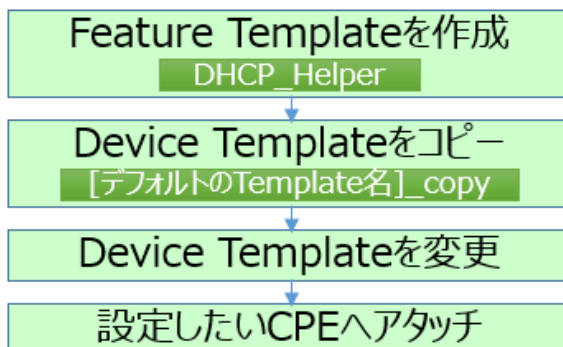 Feature Templateを作成
DHCP_Helper
Device Templateをコピー
[デフォルトのTemplate名]_copy
Device Templateを変更
設定したいCPEへアタッチ